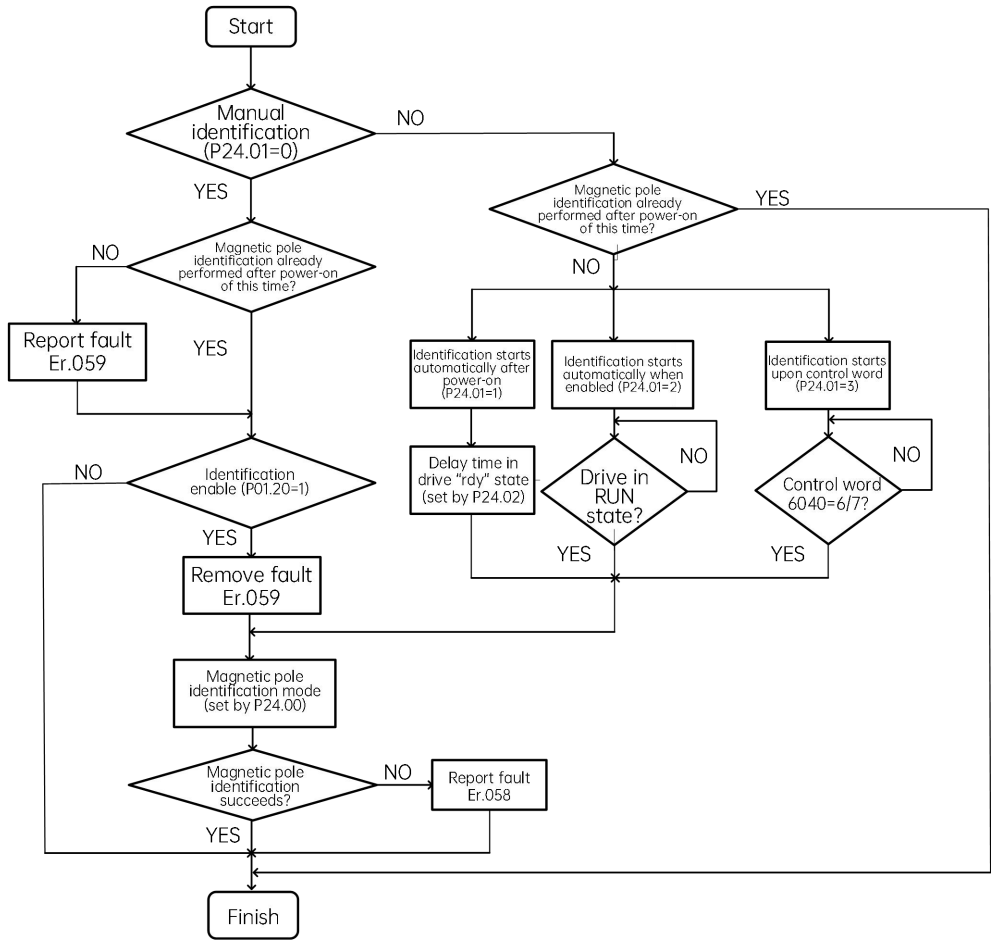 Start
Manual
identification
(P24.01=0)
NO
YES
Magnetic pole
identification already
performed after power-on
of this time?
YES
NO
Magnetic pole
identification already
performed after power-on
of this time?
NO
Report fault
Er.059
YES
Identification starts
automatically after
power-on
(P24.01=1)
Identification starts
automatically when
enabled (P24.01=2)
Identification starts
upon control word
(P24.01=3)
NO
Identification
enable (P01.20=1)
Delay time in
drive “rdy” state
(set by P24.02)
Drive in
RUN
state?
NO
Control word
6040=6/7?
NO
YES
YES
YES
Remove fault
Er.059
Magnetic pole
identification mode
(set by P24.00)
Magnetic pole
identification
succeeds?
NO
Report fault
Er.058
YES
Finish